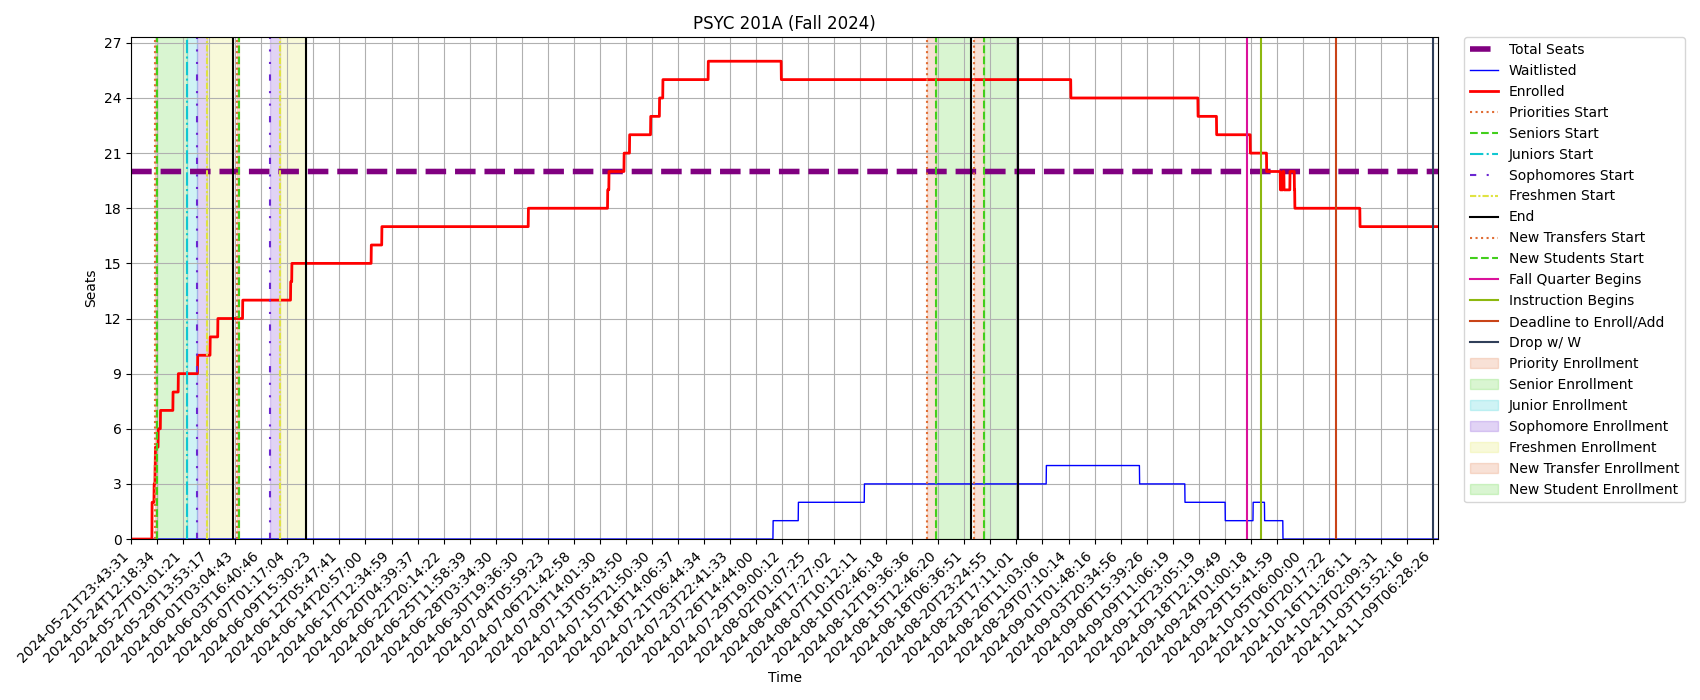 PSYC 201A (Fall 2024)
Seats
27
24
21
18
15
12
9
6
3
0
2024-05-21T23:43:31
2024-05-24T12:18:34
2024-05-27T01:01:21
2024-05-29T13:53:17
2024-06-01T03:04:43
2024-06-03T16:40:46
2024-06-07T01:17:04
2024-06-09T15:30:23
2024-06-12T05:47:41
2024-06-14T20:57:00
2024-06-17T12:34:59
2024-06-20T04:39:37
2024-06-22T20:14:22
2024-06-25T11:58:39
2024-06-28T03:34:30
2024-06-30T19:36:30
2024-07-04T05:59:23
2024-07-06T21:42:58
2024-07-09T14:01:30
2024-07-13T05:43:50
2024-07-15T21:50:30
2024-07-18T14:06:37
2024-07-21T06:44:34
2024-07-23T22:41:33
2024-07-26T14:44:00
2024-07-29T19:00:12
2024-08-02T01:07:25
2024-08-04T17:27:02
2024-08-07T10:12:11
2024-08-10T02:46:18
2024-08-12T19:36:36
2024-08-15T12:46:20
2024-08-18T06:36:51
2024-08-20T23:24:55
2024-08-23T17:11:01
2024-08-26T11:03:06
2024-08-29T07:10:14
2024-09-01T01:48:16
2024-09-03T20:34:56
2024-09-06T15:39:26
2024-09-09T11:06:19
2024-09-12T23:05:19
2024-09-18T12:19:49
2024-09-24T01:00:18
2024-09-29T15:41:59
2024-10-05T06:00:00
2024-10-10T20:17:22
2024-10-16T11:26:11
2024-10-29T02:09:31
2024-11-03T15:52:16
2024-11-09T06:28:26
Time
Total Seats
Waitlisted
Enrolled
Priorities Start
Seniors Start
Juniors Start
Sophomores Start
Freshmen Start
End
New Transfers Start
New Students Start
Fall Quarter Begins
Instruction Begins
Deadline to Enroll/Add
Drop w/ W
Priority Enrollment
Senior Enrollment
Junior Enrollment
Sophomore Enrollment
Freshmen Enrollment
New Transfer Enrollment
New Student Enrollment